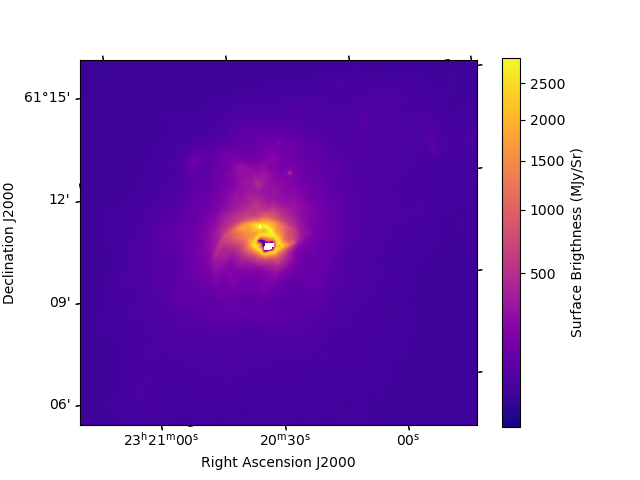 61°15'
12'
09'
06'
Declination J2000
23h21m00s
20m30s
00s
Right Ascension J2000
2500
2000
1500
1000
500
Surface Brigthness (MJy/Sr)